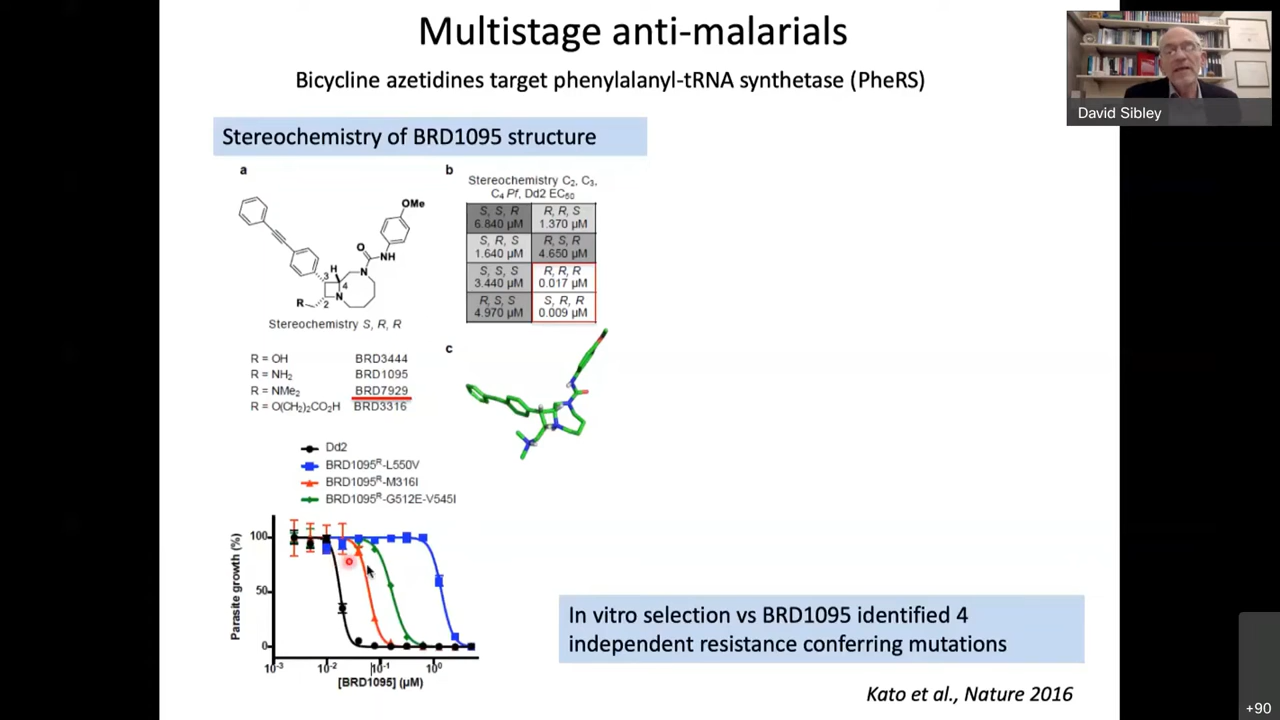 Multistage anti-malarials
Bicycline azetidines target phenylalanyl-tRNA synthetase (PheRS)
David Sibley
Stereochemistry of BRD1095 structure
a
OMe
O
NH
N
H
3
4
R
2
N
Stereochemistry S, R, R
R = OH BRD3444
R = NH₂ BRD1095
R = NMe₂ BRD7929
R = O(CH₂)₂CO₂H BRD3316
b
Stereochemistry C₂, C₃,
C₄ Pf, Dd2 EC₅₀
S, S, R R, R, S
6.840 µM 1.370 µM
S, R, S R, S, R
1.640 µM 4.650 µM
S, S, S R, R, R
3.440 µM 0.017 µM
R, S, S S, R, R
4.970 µM 0.009 µM
c
Dd2
BRD1095ᴿ-L550V
BRD1095ᴿ-M316I
BRD1095ᴿ-G512E-V545I
Parasite growth (%)
100
50
0
10⁻³ 10⁻² 10⁻¹ 10⁰
[BRD1095] (µM)
In vitro selection vs BRD1095 identified 4
independent resistance conferring mutations
Kato et al., Nature 2016
+90